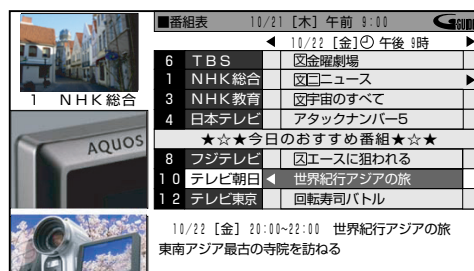 ■番組表 10/21 [木] 午前 9:00 G-GUIDE
◀ 10/22 [金] 午後 9時 ▶
6 TBS 文金曜劇場
1 NHK総合 文二ニュース ▶
3 NHK教育 文宇宙のすべて
4 日本テレビ アタックナンバー5
★☆★今日のおすすめ番組★☆★
8 フジテレビ 文エースに狙われる
10 テレビ朝日 ◀ 世界紀行アジアの旅
12 テレビ東京 回転寿司バトル
10/22 [金] 20:00~22:00 世界紀行アジアの旅
東南アジア最古の寺院を訪ねる
1 NHK総合
AQUOS